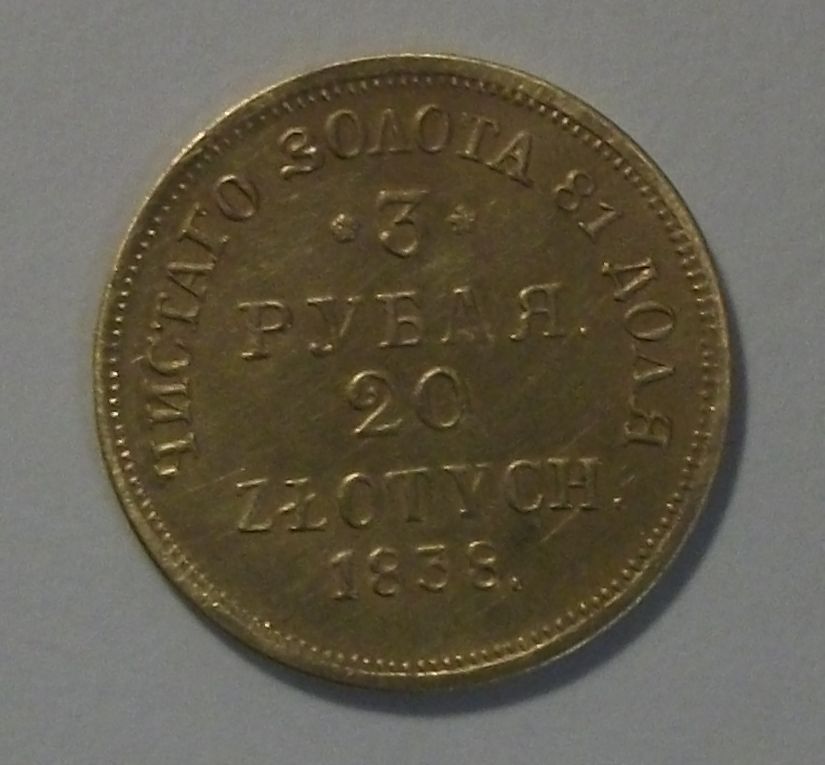 ЧИСТАГО ЗОЛОТА 81 ДОЛЯ
3
РУБЛЯ.
20
ZŁOTYCH.
1838.